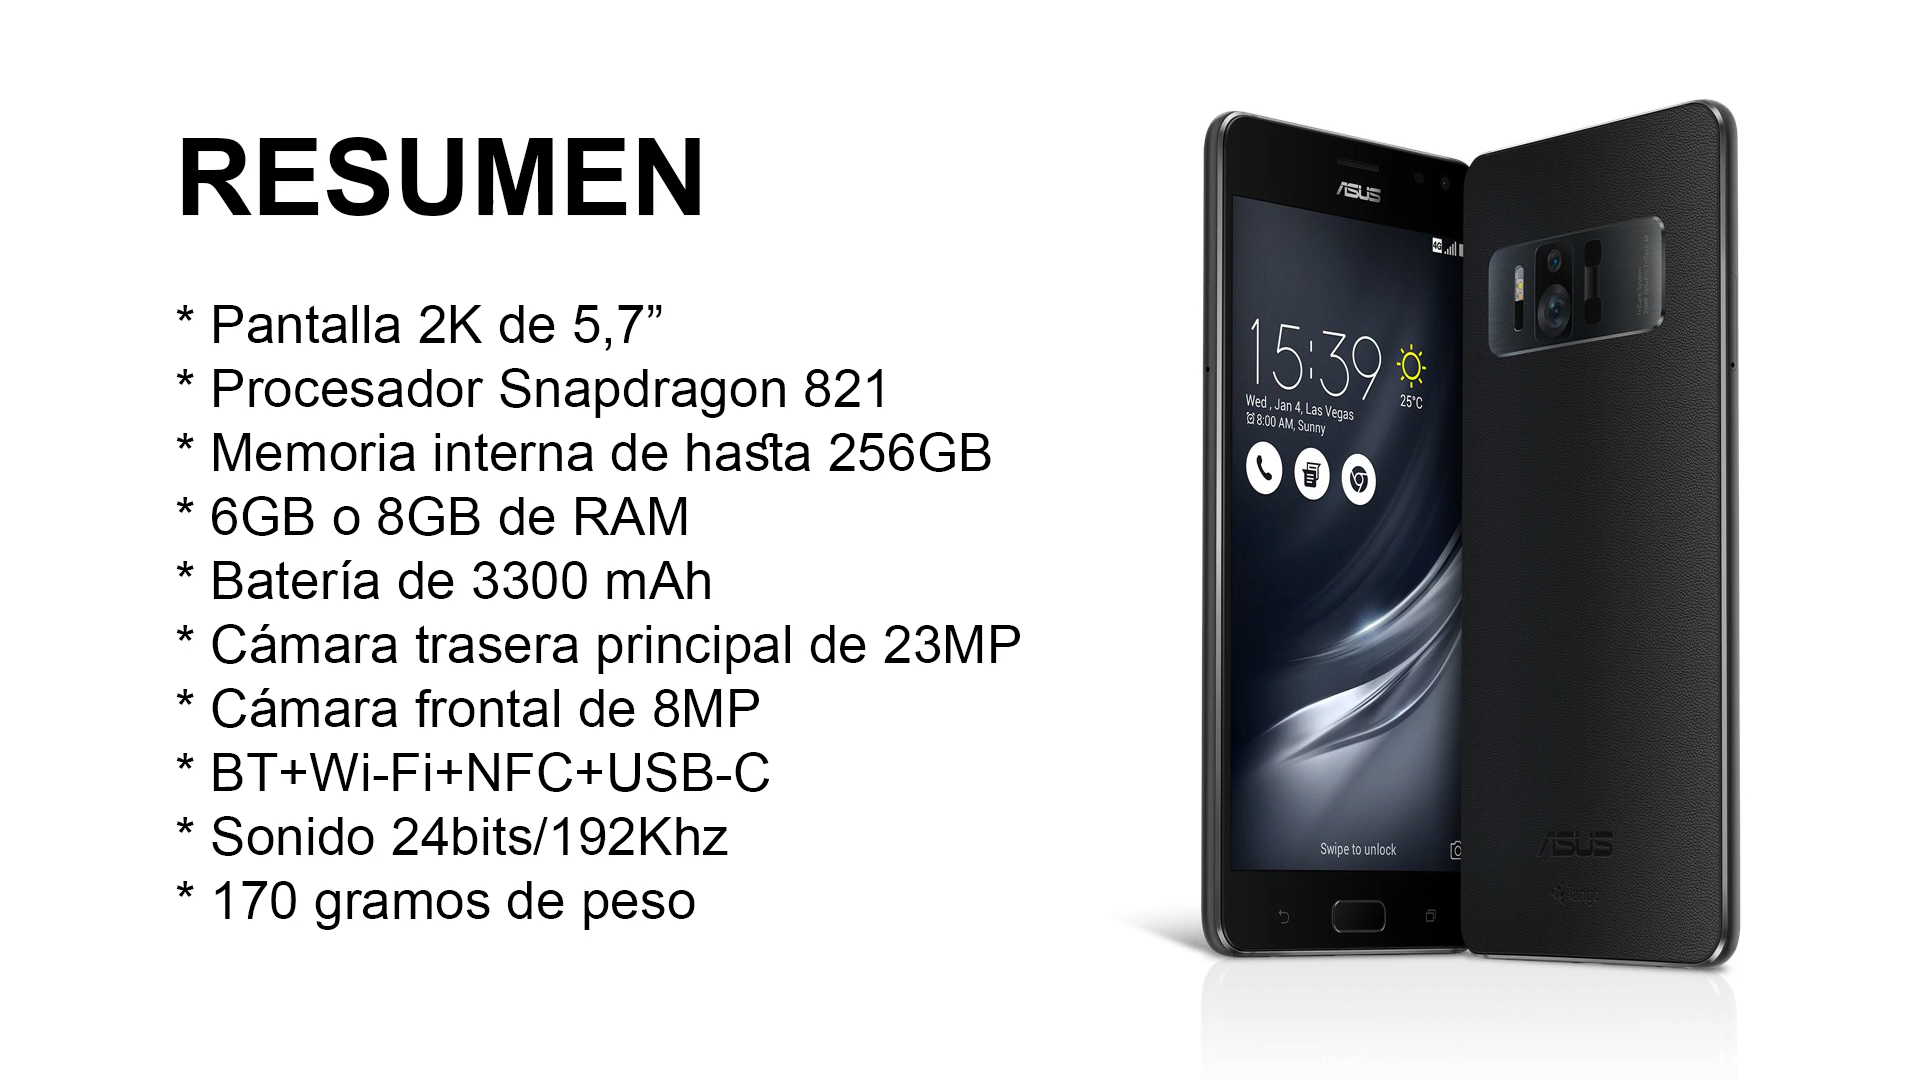 RESUMEN
* Pantalla 2K de 5,7”
* Procesador Snapdragon 821
* Memoria interna de hasta 256GB
* 6GB o 8GB de RAM
* Batería de 3300 mAh
* Cámara trasera principal de 23MP
* Cámara frontal de 8MP
* BT+Wi-Fi+NFC+USB-C
* Sonido 24bits/192Khz
* 170 gramos de peso
ASUS
4G
15:39
25°C
Wed , Jan 4, Las Vegas
8:00 AM, Sunny
Swipe to unlock
ASUS
Tango